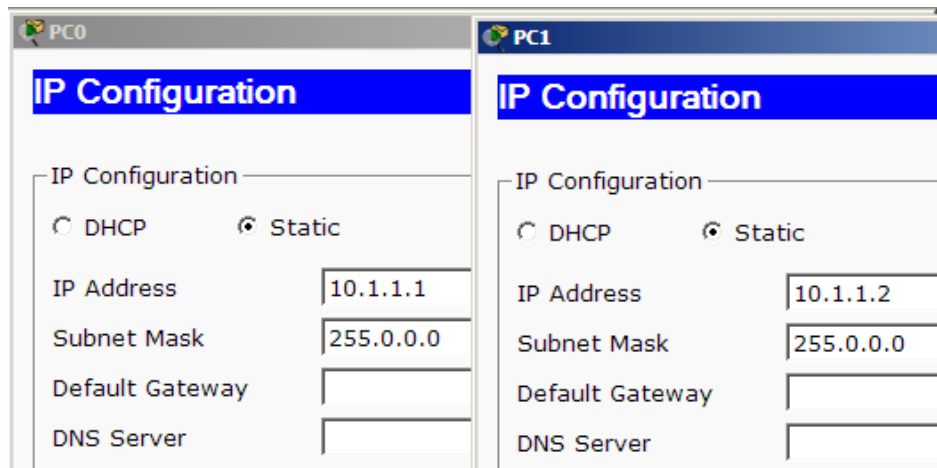 PC0
IP Configuration
IP Configuration
DHCP Static
IP Address 10.1.1.1
Subnet Mask 255.0.0.0
Default Gateway
DNS Server
PC1
IP Configuration
IP Configuration
DHCP Static
IP Address 10.1.1.2
Subnet Mask 255.0.0.0
Default Gateway
DNS Server